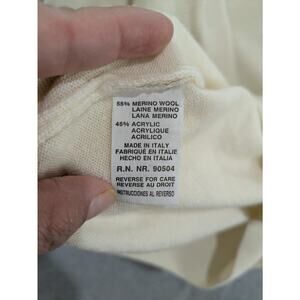 55% MERINO WOOL
LAINE MERINO
LANA MERINO
45% ACRYLIC
ACRYLIQUE
ACRILICO
MADE IN ITALY
FABRIQUÉ EN ITALIE
HECHO EN ITALIA
R.N. NR. 90504
REVERSE FOR CARE
REVERSE AU DROIT
INSTRUCCIONES AL REVERSO